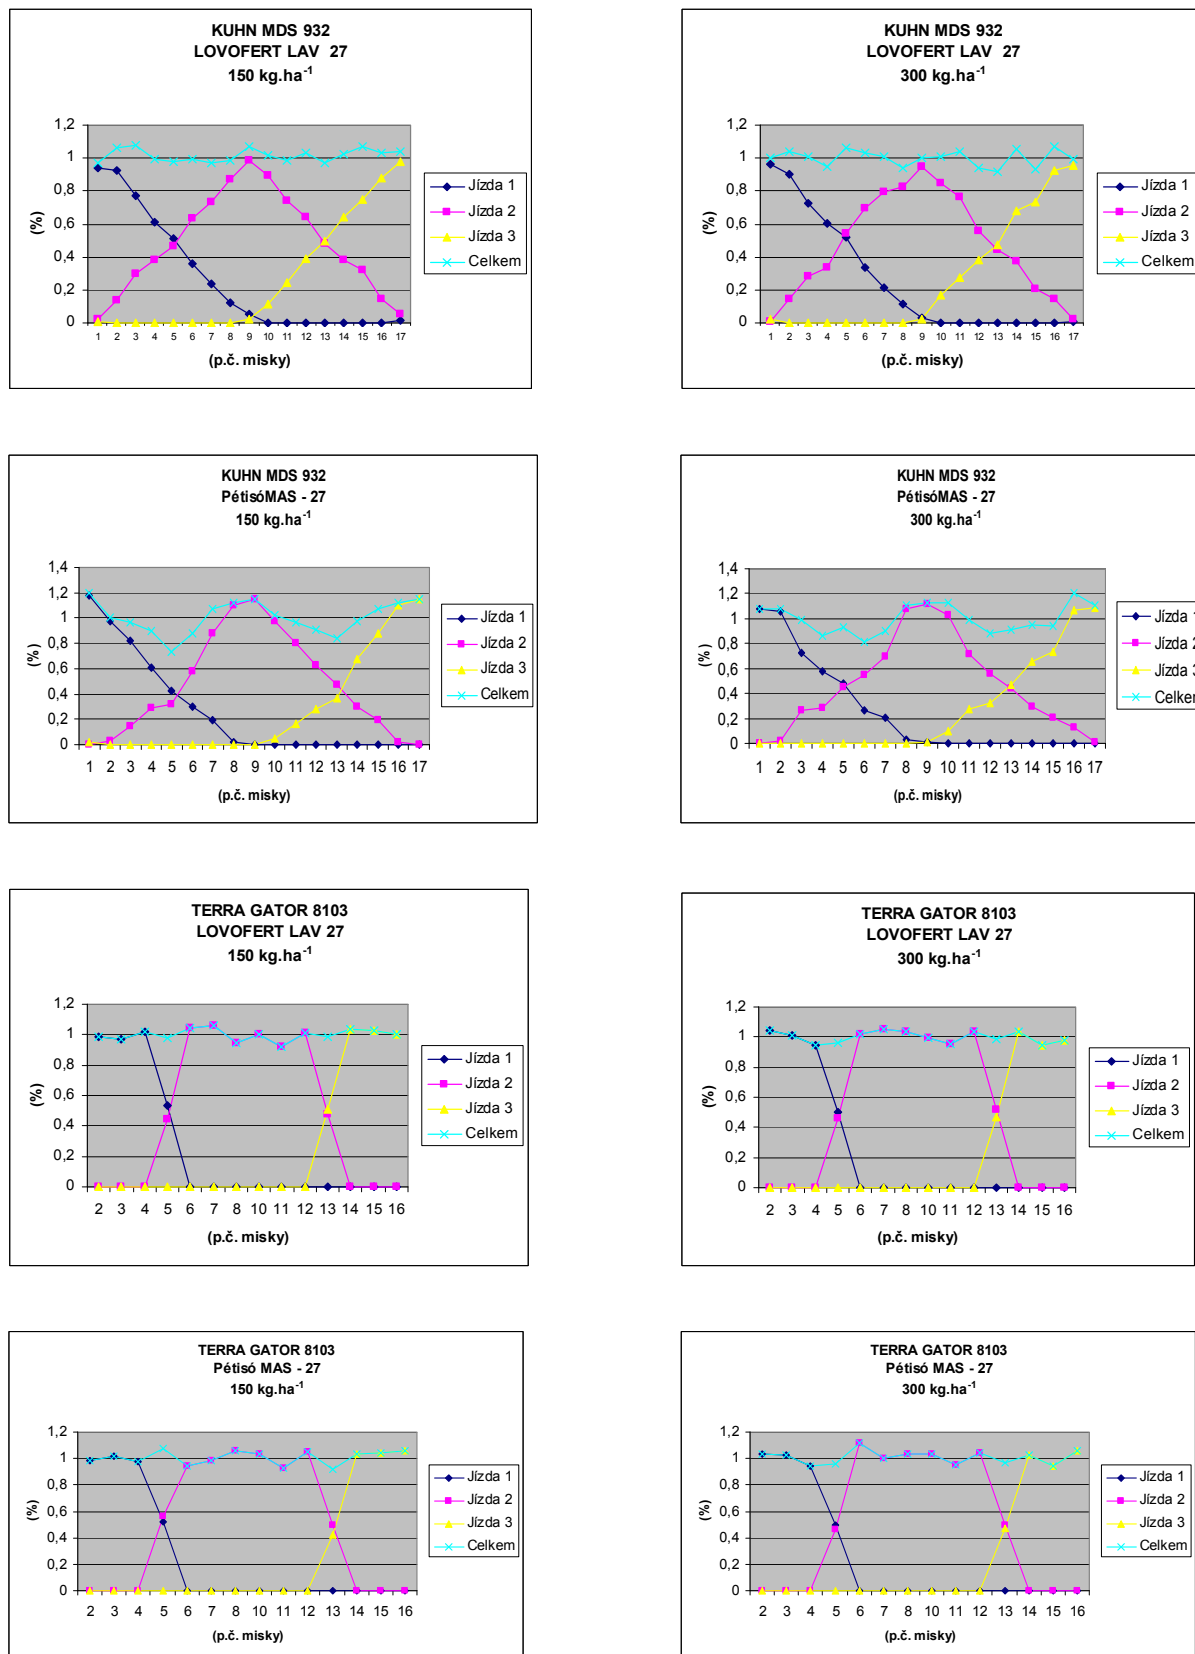 KUHN MDS 932
LOVOFERT LAV 27
150 kg.ha⁻¹
1,2
1
0,8
0,6
0,4
0,2
0
(%)
1 2 3 4 5 6 7 8 9 10 11 12 13 14 15 16 17
(p.č. misky)
Jízda 1
Jízda 2
Jízda 3
Celkem
KUHN MDS 932
LOVOFERT LAV 27
300 kg.ha⁻¹
1,2
1
0,8
0,6
0,4
0,2
0
(%)
1 2 3 4 5 6 7 8 9 10 11 12 13 14 15 16 17
(p.č. misky)
Jízda 1
Jízda 2
Jízda 3
Celkem
KUHN MDS 932
PétisóMAS - 27
150 kg.ha⁻¹
1,4
1,2
1
0,8
0,6
0,4
0,2
0
(%)
1 2 3 4 5 6 7 8 9 10 11 12 13 14 15 16 17
(p.č. misky)
Jízda 1
Jízda 2
Jízda 3
Celkem
KUHN MDS 932
PétisóMAS - 27
300 kg.ha⁻¹
1,4
1,2
1
0,8
0,6
0,4
0,2
0
(%)
1 2 3 4 5 6 7 8 9 10 11 12 13 14 15 16 17
(p.č. misky)
Jízda 1
Jízda 2
Jízda 3
Celkem
TERRA GATOR 8103
LOVOFERT LAV 27
150 kg.ha⁻¹
1,2
1
0,8
0,6
0,4
0,2
0
(%)
2 3 4 5 6 7 8 9 10 11 12 13 14 15 16
(p.č. misky)
Jízda 1
Jízda 2
Jízda 3
Celkem
TERRA GATOR 8103
LOVOFERT LAV 27
300 kg.ha⁻¹
1,2
1
0,8
0,6
0,4
0,2
0
(%)
2 3 4 5 6 7 8 9 10 11 12 13 14 15 16
(p.č. misky)
Jízda 1
Jízda 2
Jízda 3
Celkem
TERRA GATOR 8103
Pétisó MAS - 27
150 kg.ha⁻¹
1,2
1
0,8
0,6
0,4
0,2
0
(%)
2 3 4 5 6 7 8 9 10 11 12 13 14 15 16
(p.č. misky)
Jízda 1
Jízda 2
Jízda 3
Celkem
TERRA GATOR 8103
Pétisó MAS - 27
300 kg.ha⁻¹
1,2
1
0,8
0,6
0,4
0,2
0
(%)
2 3 4 5 6 7 8 9 10 11 12 13 14 15 16
(p.č. misky)
Jízda 1
Jízda 2
Jízda 3
Celkem